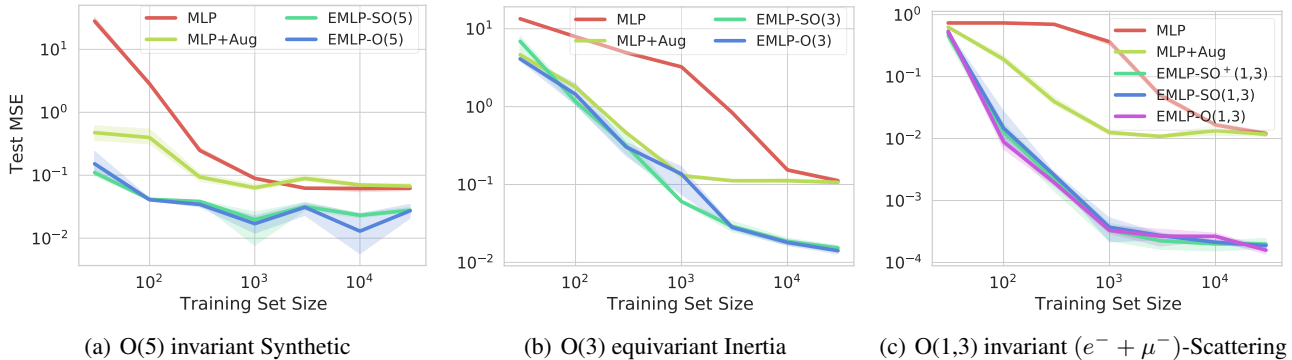 MLP
MLP+Aug
EMLP-SO(5)
EMLP-O(5)
10^1
10^0
10^-1
10^-2
Test MSE
10^2
10^3
10^4
Training Set Size
(a) O(5) invariant Synthetic
MLP
MLP+Aug
EMLP-SO(3)
EMLP-O(3)
10^1
10^0
10^-1
10^-2
10^2
10^3
10^4
Training Set Size
(b) O(3) equivariant Inertia
MLP
MLP+Aug
EMLP-SO^+(1,3)
EMLP-SO(1,3)
EMLP-O(1,3)
10^0
10^-1
10^-2
10^-3
10^-4
10^2
10^3
10^4
Training Set Size
(c) O(1,3) invariant (e^- + μ^-)-Scattering